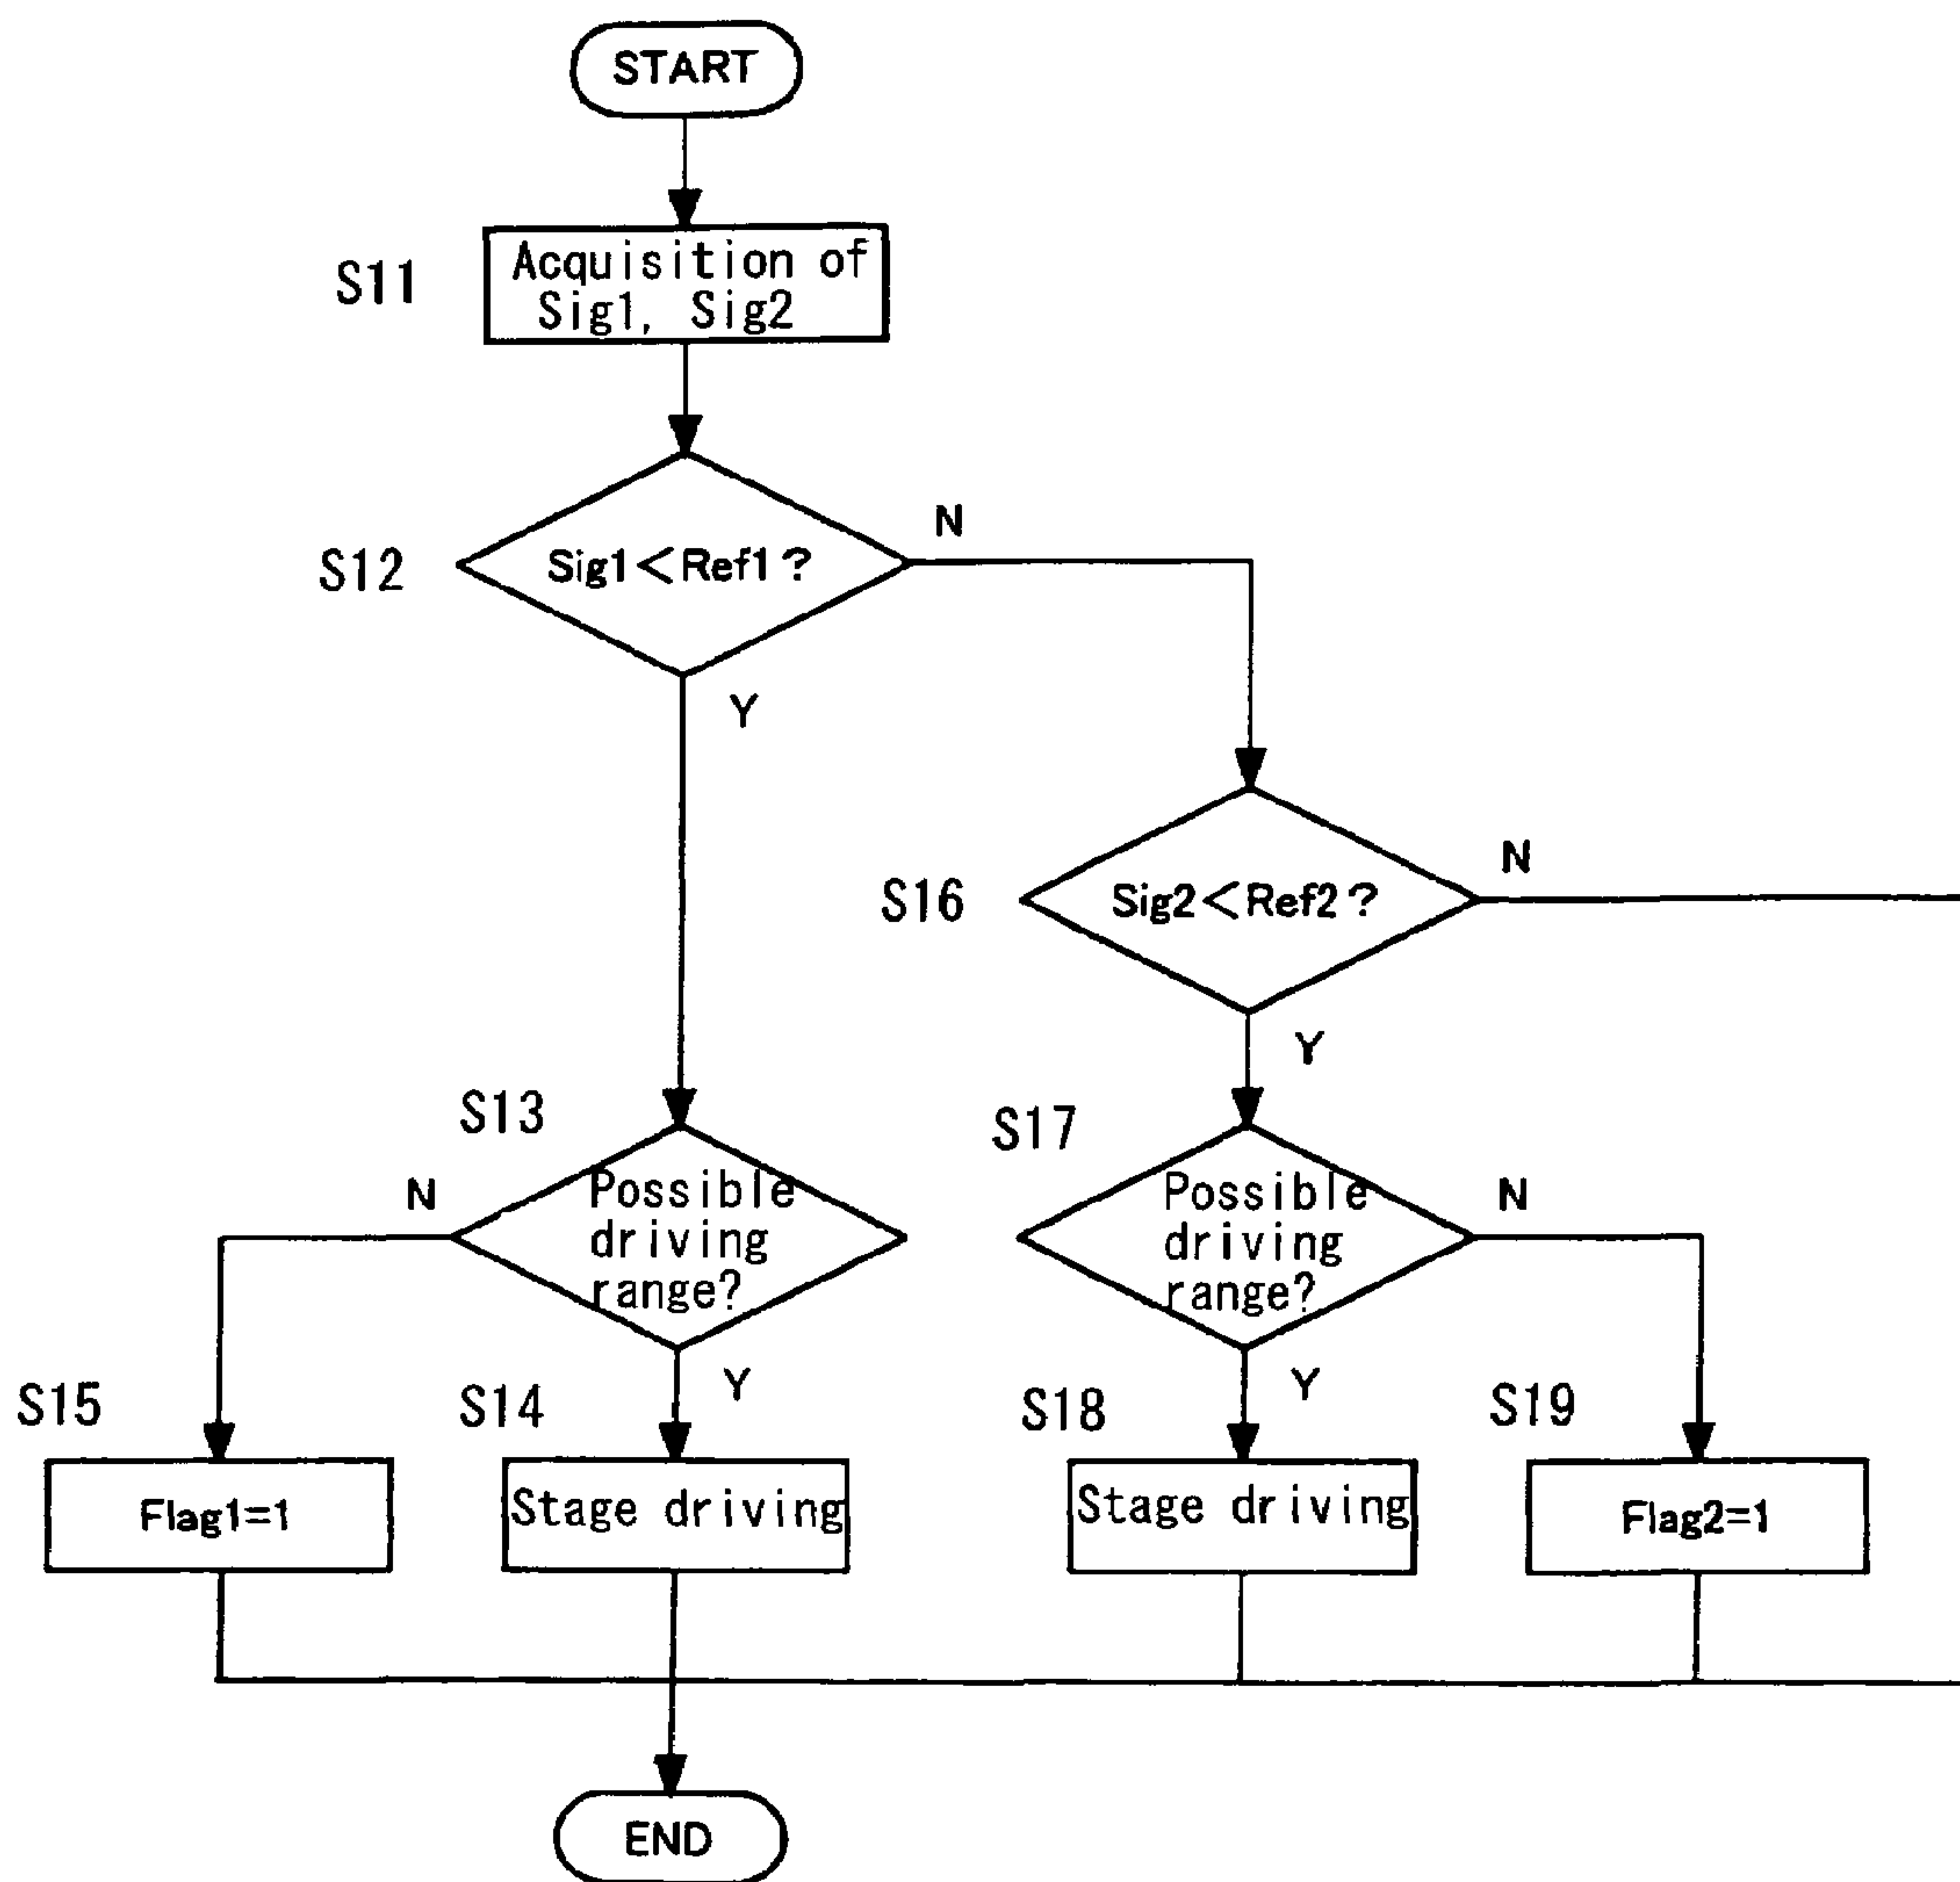 START
S11
Acquisition of
Sig1, Sig2
S12
Sig1<Ref1?
N
Y
S16
Sig2<Ref2?
N
Y
S13
Possible
driving
range?
N
Y
S17
Possible
driving
range?
N
Y
S15
Flag1=1
S14
Stage driving
S18
Stage driving
S19
Flag2=1
END